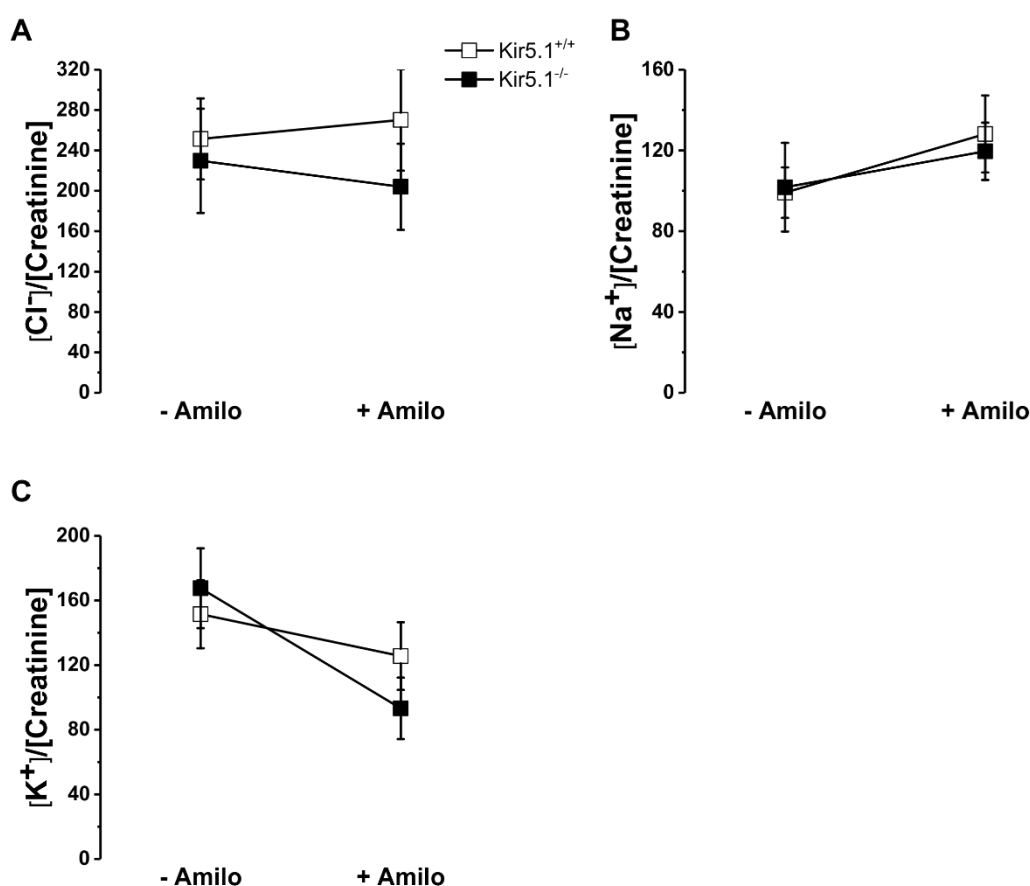 A
Kir5.1+/+
Kir5.1-/-
[Cl-]/[Creatinine]
320
280
240
200
160
120
80
40
0
- Amilo + Amilo
B
[Na+]/[Creatinine]
160
120
80
40
0
- Amilo + Amilo
C
[K+]/[Creatinine]
200
160
120
80
40
0
- Amilo + Amilo